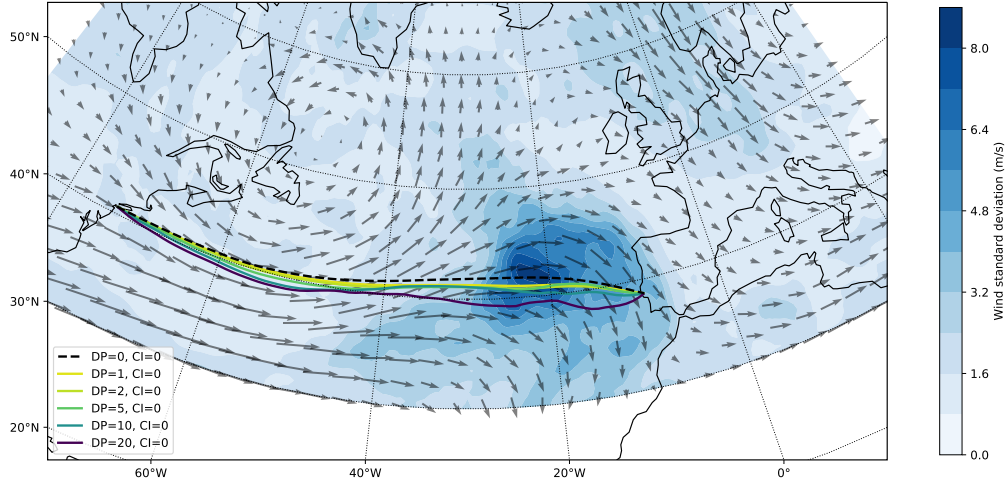 50°N
40°N
30°N
20°N
60°W
40°W
20°W
0°
DP=0, CI=0
DP=1, CI=0
DP=2, CI=0
DP=5, CI=0
DP=10, CI=0
DP=20, CI=0
8.0
6.4
4.8
3.2
1.6
0.0
Wind standard deviation (m/s)